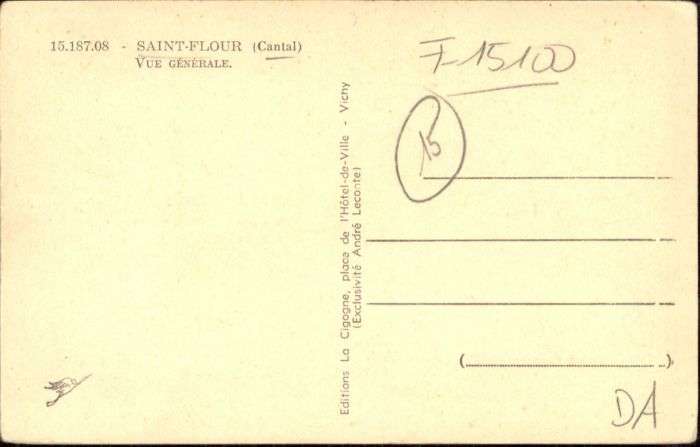 15.187.08 - SAINT-FLOUR (Cantal)
VUE GÉNÉRALE.
F-15100
15
Editions La Cigogne, place de l'Hôtel-de-Ville - Vichy
(Exclusivité André Leconte)
( )
DA